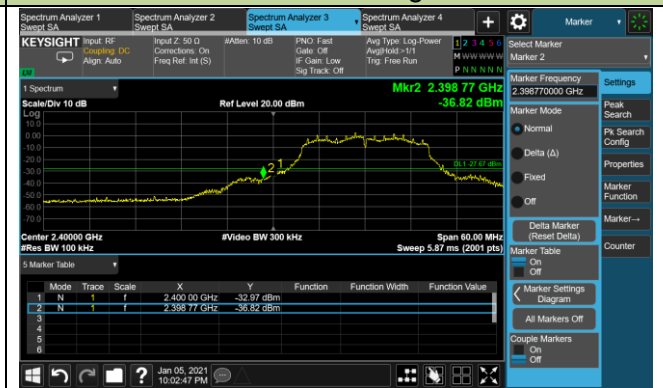 Spectrum Analyzer 1
Swept SA
Spectrum Analyzer 2
Swept SA
Spectrum Analyzer 3
Swept SA
Spectrum Analyzer 4
Swept SA
+
Marker
KEYSIGHT
Input: RF
Coupling: DC
Align: Auto
Input Z: 50 Ω
Corrections: On
Freq Ref: Int (S)
#Atten: 10 dB
PNO: Fast
Gate: Off
IF Gain: Low
Sig Track: Off
Avg Type: Log-Power
Avg|Hold:>1/1
Trig: Free Run
1 2 3 4 5 6
M W W W W W
P N N N N N
Select Marker
Marker 2
1 Spectrum
Mkr2 2.398 77 GHz
-36.82 dBm
Scale/Div 10 dB
Ref Level 20.00 dBm
Log
10.0
0.00
-10.0
-20.0
-30.0
-40.0
-50.0
-60.0
-70.0
2
1
DL1 -27.67 dBm
Center 2.40000 GHz
#Video BW 300 kHz
Span 60.00 MHz
#Res BW 100 kHz
Sweep 5.87 ms (2001 pts)
5 Marker Table
Mode Trace Scale X Y Function Function Width Function Value
1 N 1 f 2.400 00 GHz -32.97 dBm
2 N 1 f 2.398 77 GHz -36.82 dBm
3
4
5
6
Marker Frequency
2.398770000 GHz
Marker Mode
Normal
Delta (Δ)
Fixed
Off
Delta Marker
(Reset Delta)
Marker Table
On
Off
Marker Settings
Diagram
All Markers Off
Couple Markers
On
Off
Settings
Peak
Search
Pk Search
Config
Properties
Marker
Function
Marker→
Counter
?
Jan 05, 2021
10:02:47 PM